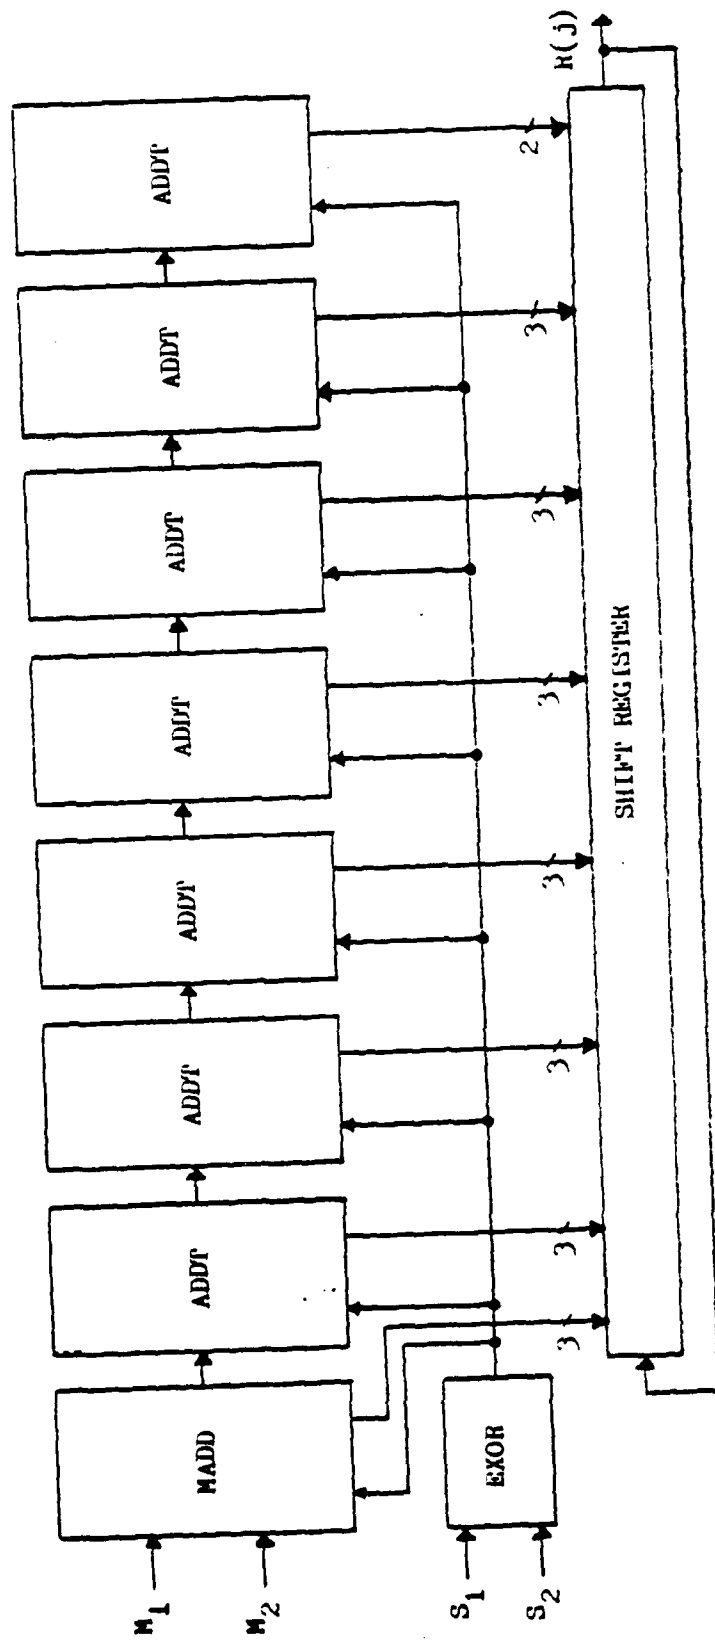 M1
M2
MADD
ADDT
ADDT
ADDT
ADDT
ADDT
ADDT
ADDT
S1
S2
EXOR
3
3
3
3
3
3
3
2
SHIFT REGISTER
R(j)